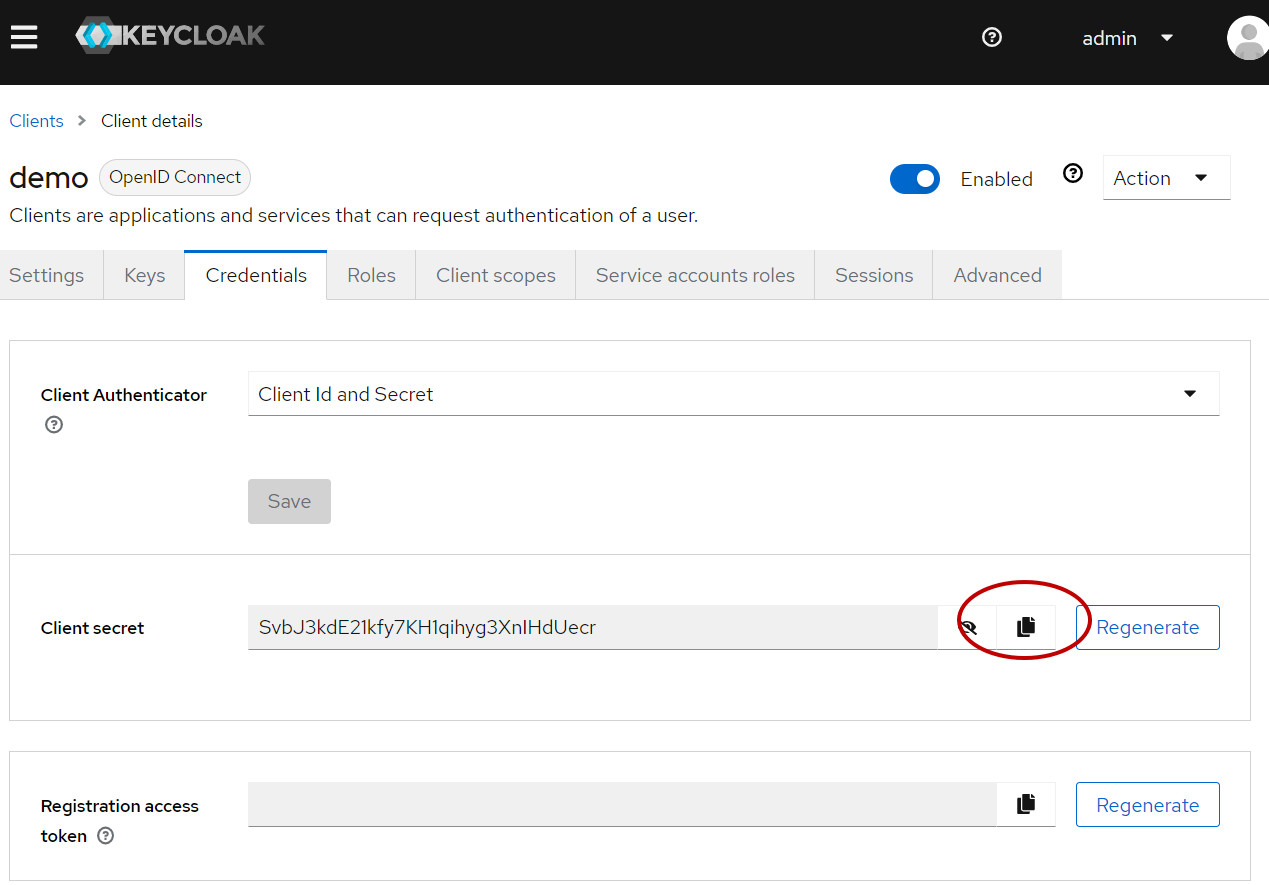 KEYCLOAK
admin
Clients > Client details
demo OpenID Connect
Enabled
Action
Clients are applications and services that can request authentication of a user.
Settings Keys Credentials Roles Client scopes Service accounts roles Sessions Advanced
Client Authenticator
Client Id and Secret
Save
Client secret
SvbJ3kdE21kfy7KH1qihyg3XnIHdUecr
Regenerate
Registration access
token
Regenerate